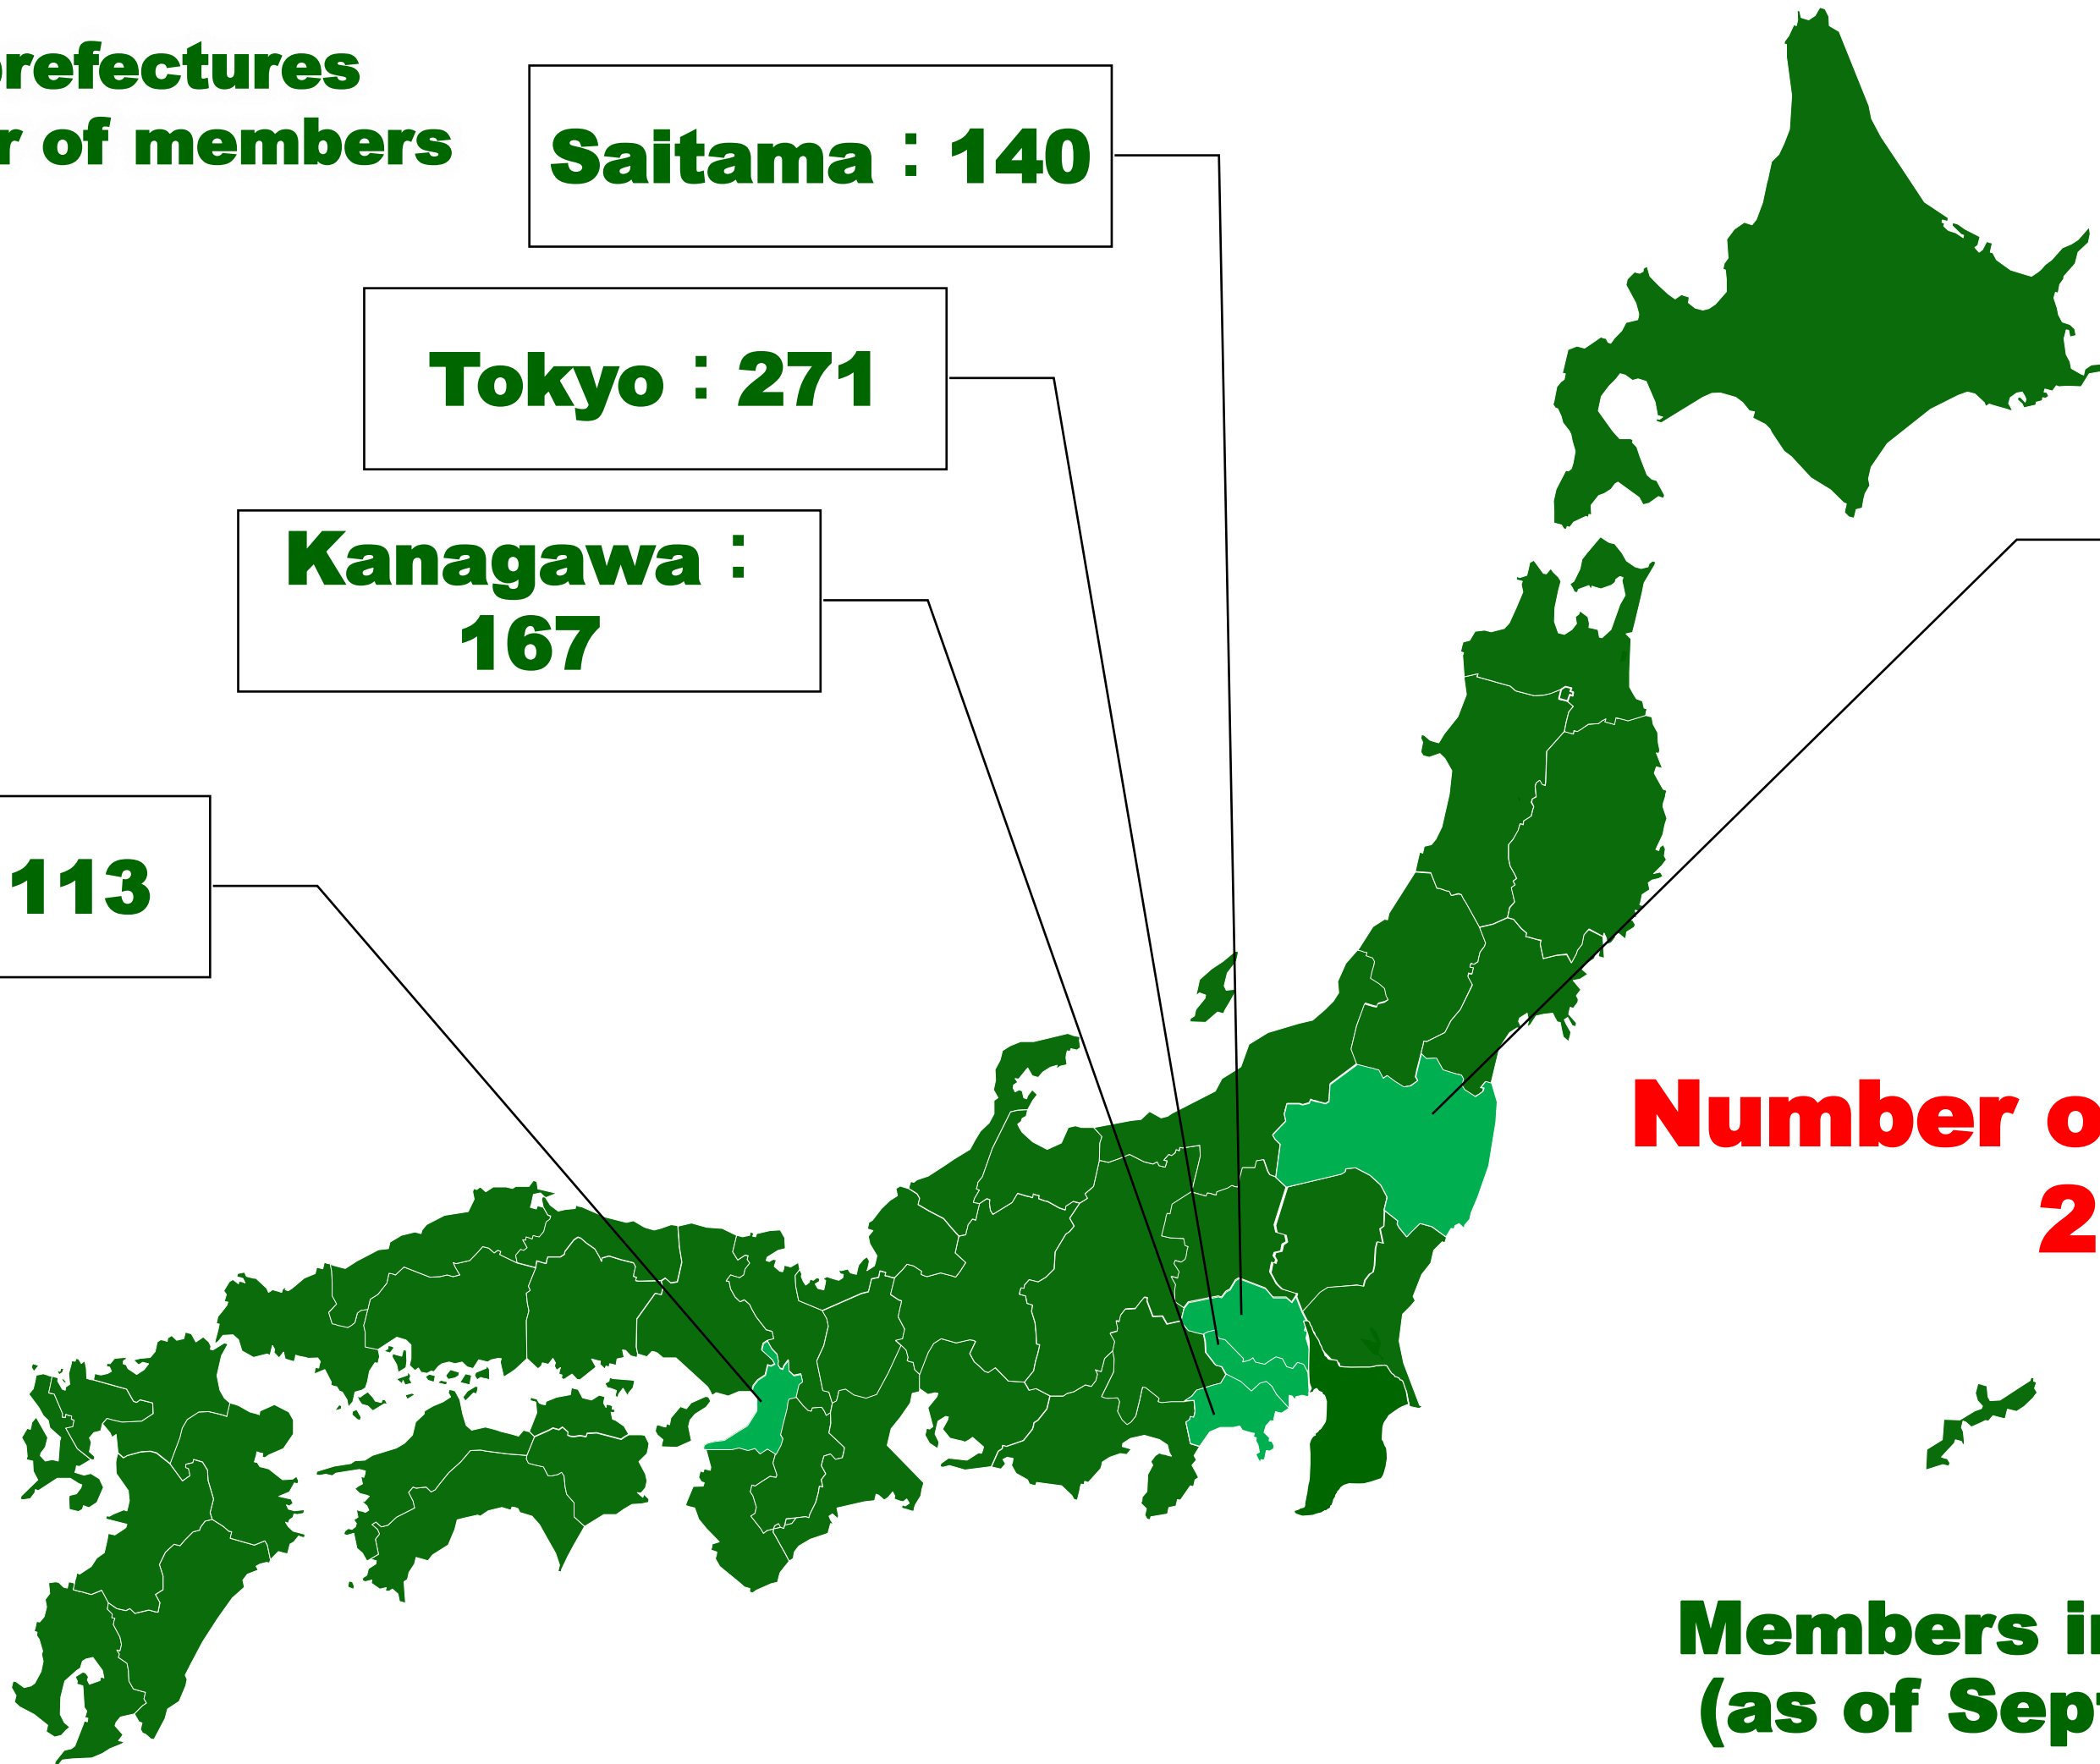 refectures
r of members
Saitama : 140
Tokyo : 271
Kanagawa :
167
113
Number o
2
Members i
(as of Sep